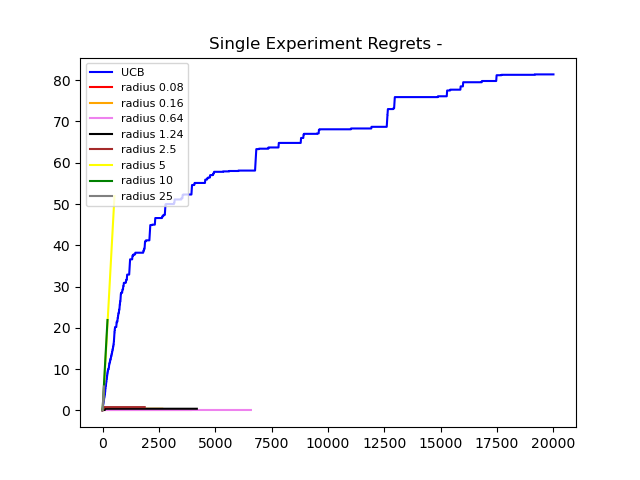 Single Experiment Regrets -
UCB
radius 0.08
radius 0.16
radius 0.64
radius 1.24
radius 2.5
radius 5
radius 10
radius 25
80
70
60
50
40
30
20
10
0
0 2500 5000 7500 10000 12500 15000 17500 20000